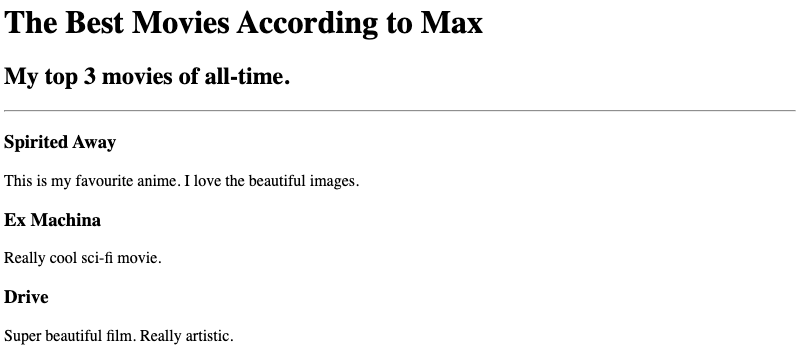 The Best Movies According to Max
My top 3 movies of all-time.
Spirited Away
This is my favourite anime. I love the beautiful images.
Ex Machina
Really cool sci-fi movie.
Drive
Super beautiful film. Really artistic.